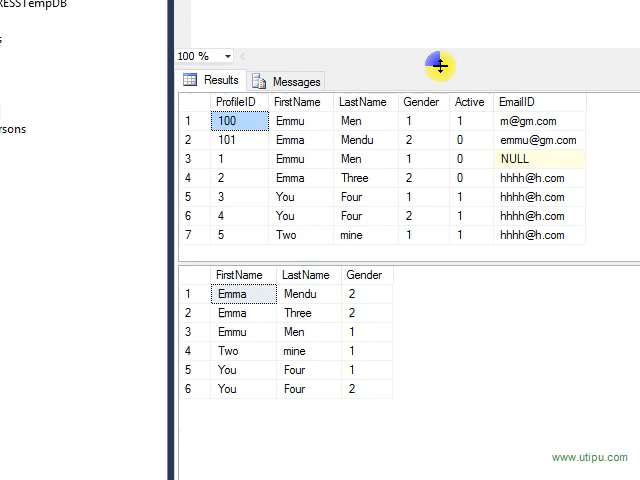 RESSTempDB
s
rsons
100 %
Results Messages
ProfileID FirstName LastName Gender Active EmailID
1 100 Emmu Men 1 1 m@gm.com
2 101 Emma Mendu 2 0 emmu@gm.com
3 1 Emmu Men 1 0 NULL
4 2 Emma Three 2 0 hhhh@h.com
5 3 You Four 1 1 hhhh@h.com
6 4 You Four 2 1 hhhh@h.com
7 5 Two mine 1 1 hhhh@h.com
FirstName LastName Gender
1 Emma Mendu 2
2 Emma Three 2
3 Emmu Men 1
4 Two mine 1
5 You Four 1
6 You Four 2
www.utipu.com